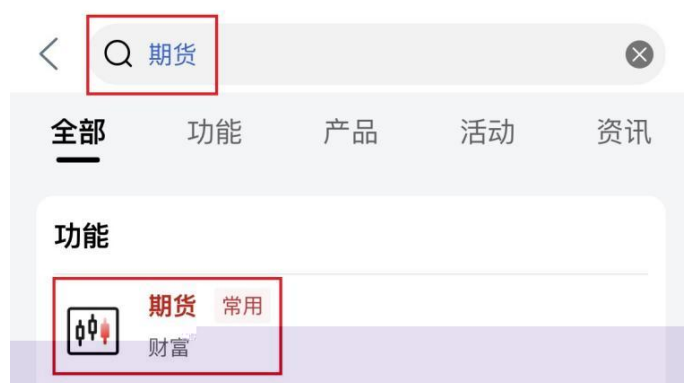 期货
全部 功能 产品 活动 资讯
功能
期货 常用
财富